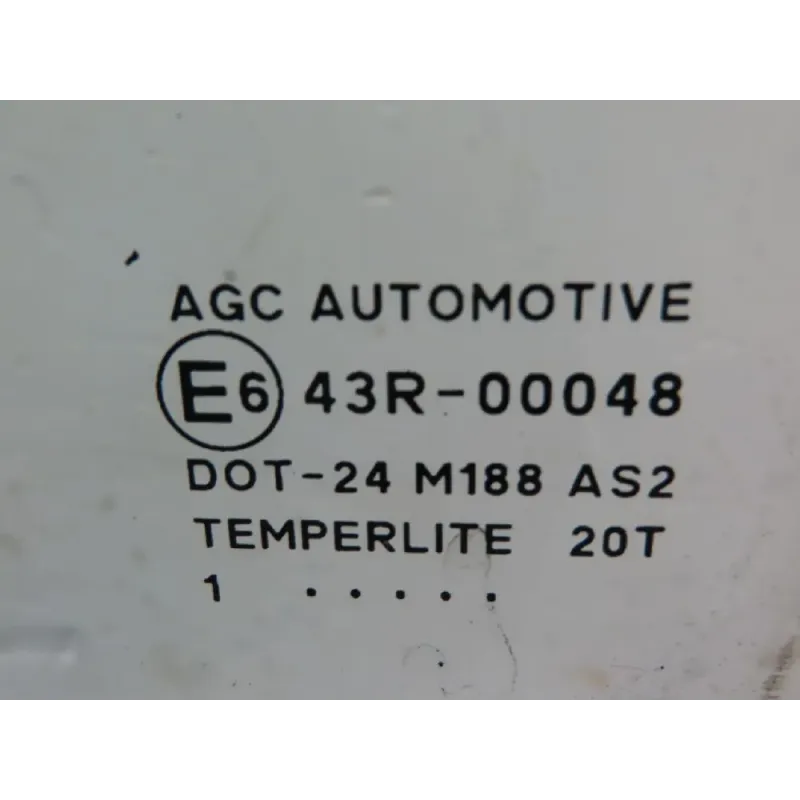 AGC AUTOMOTIVE
E6 43R-00048
DOT-24 M188 AS2
TEMPERLITE 20T
1 .....